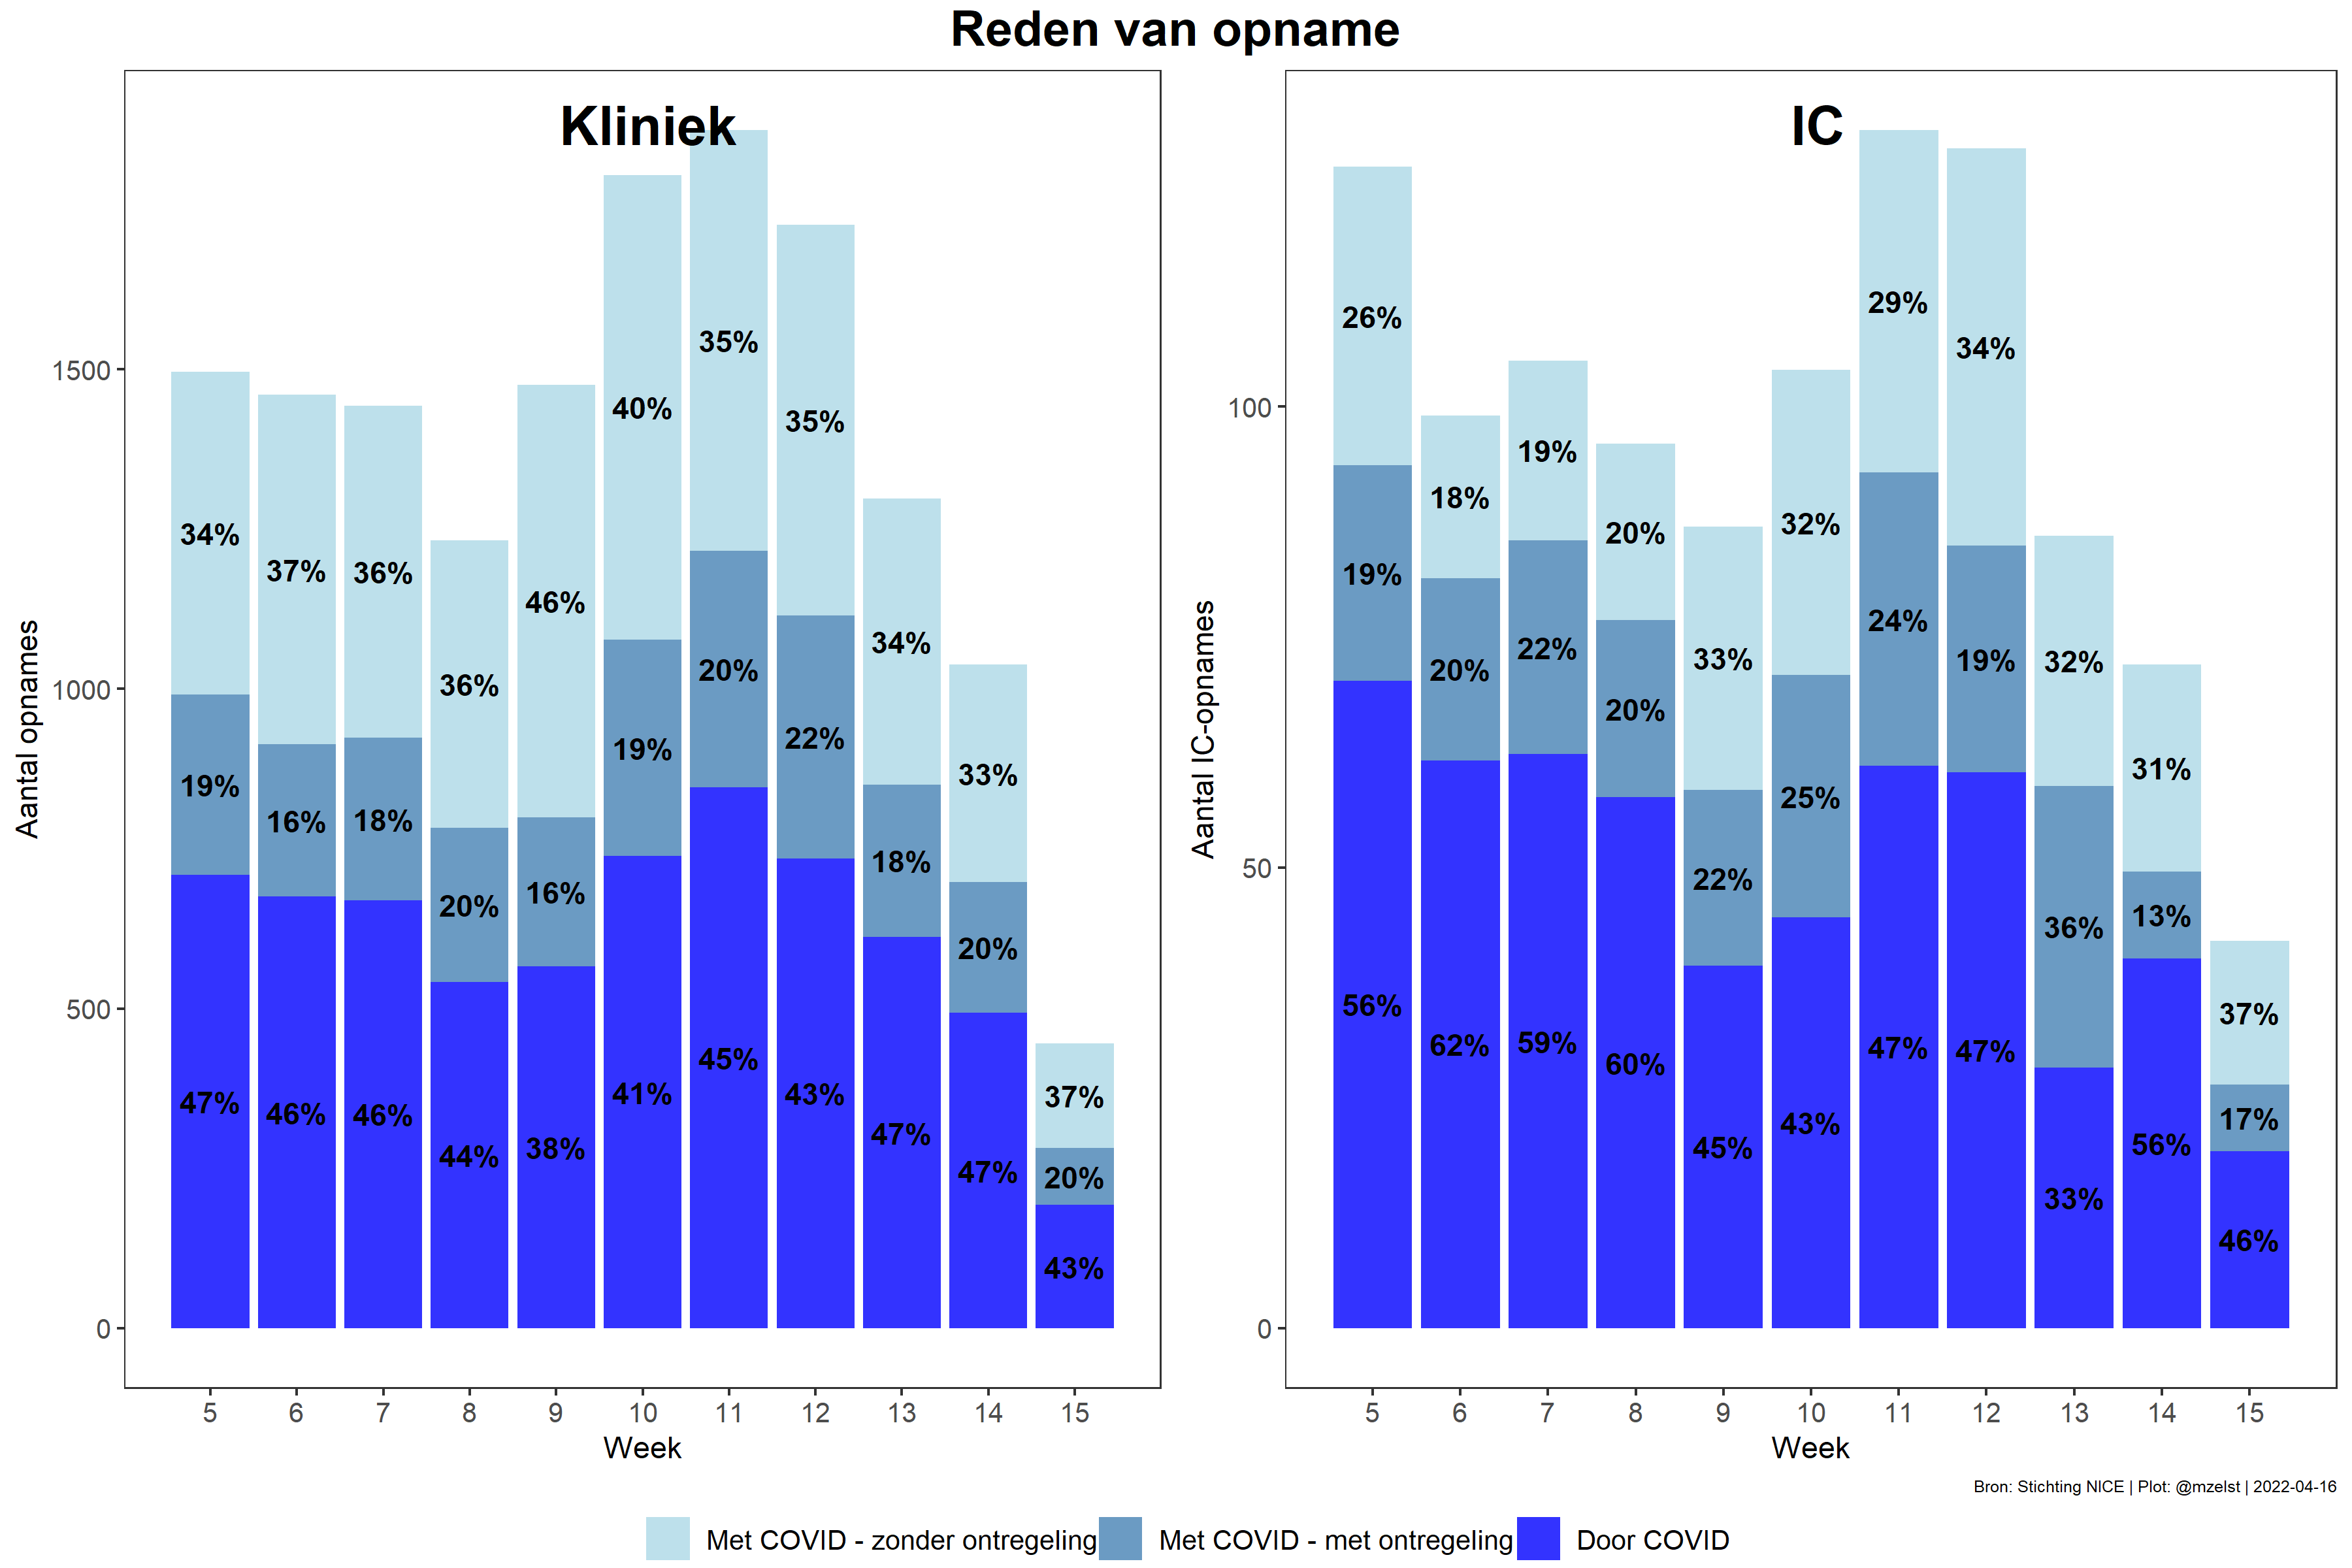 Reden van opname
Kliniek
Aantal opnames
1500
1000
500
0
34% 37% 36% 36% 46% 40% 35% 35% 34% 33% 37%
19% 16% 18% 20% 16% 19% 20% 22% 18% 20% 20%
47% 46% 46% 44% 38% 41% 45% 43% 47% 47% 43%
5 6 7 8 9 10 11 12 13 14 15
Week
IC
Aantal IC-opnames
100
50
0
26% 18% 19% 20% 33% 32% 29% 34% 32% 31% 37%
19% 20% 22% 20% 22% 25% 24% 19% 36% 13% 17%
56% 62% 59% 60% 45% 43% 47% 47% 33% 56% 46%
5 6 7 8 9 10 11 12 13 14 15
Week
Bron: Stichting NICE | Plot: @mzelst | 2022-04-16
Met COVID - zonder ontregeling Met COVID - met ontregeling Door COVID